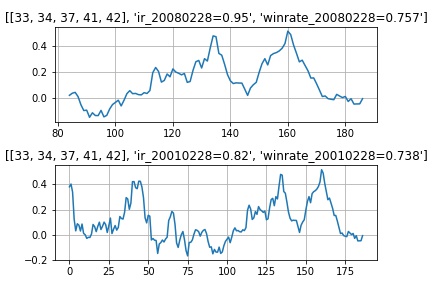 [[33, 34, 37, 41, 42], 'ir_20080228=0.95', 'winrate_20080228=0.757']
0.4
0.2
0.0
80 100 120 140 160 180
[[33, 34, 37, 41, 42], 'ir_20010228=0.82', 'winrate_20010228=0.738']
0.4
0.2
0.0
−0.2
0 25 50 75 100 125 150 175